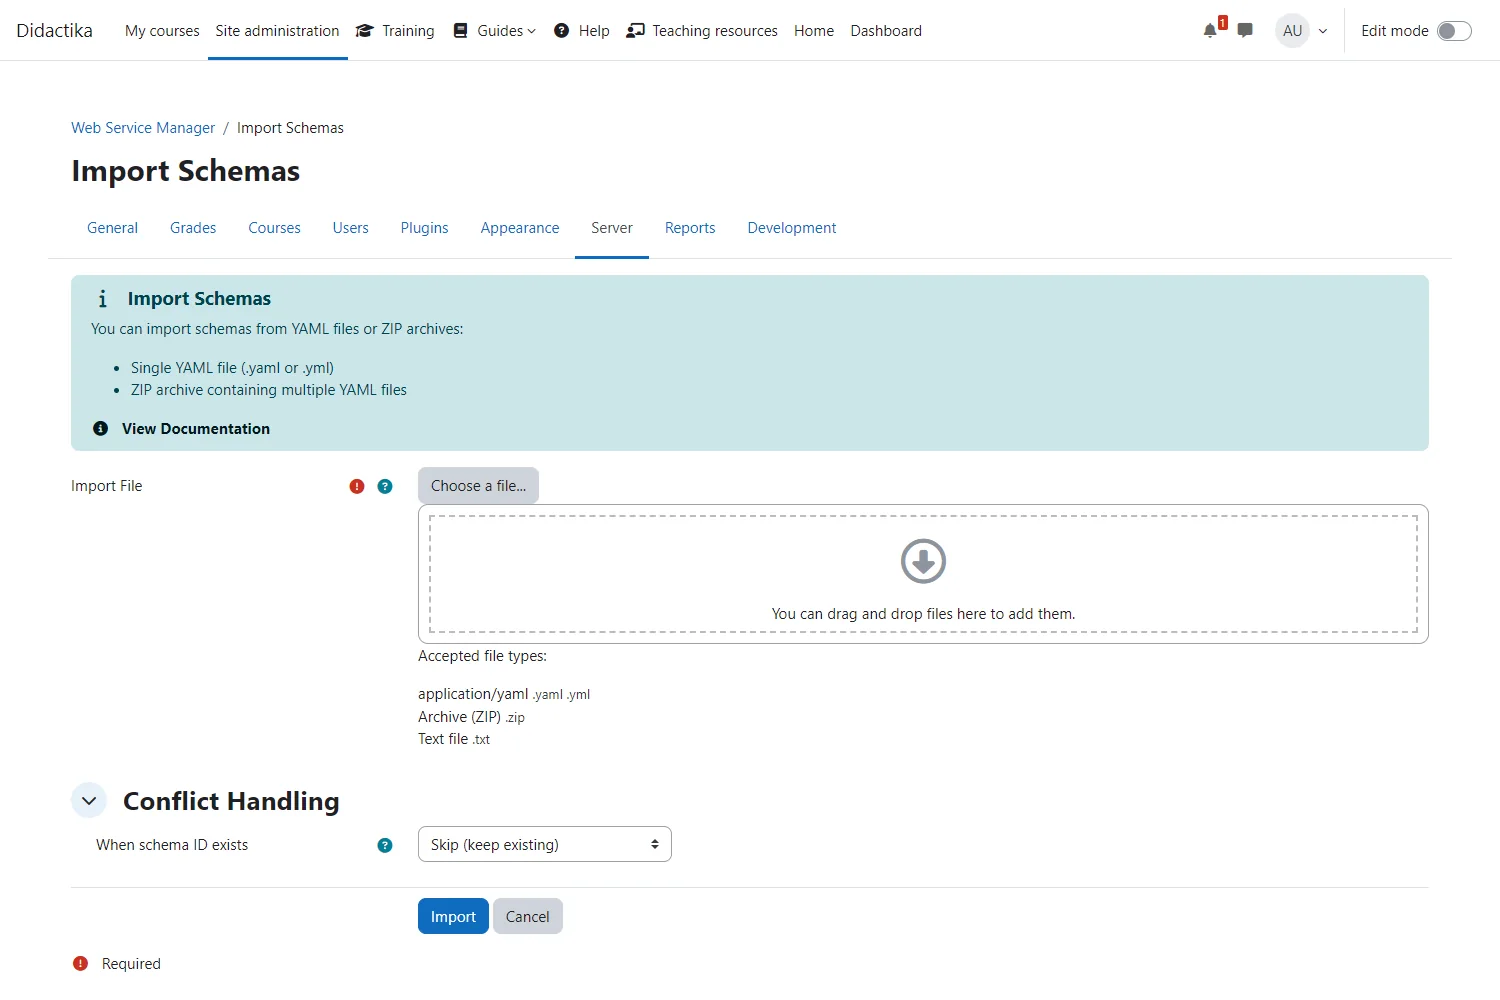 Didactika
My courses
Site administration
Training
Guides
Help
Teaching resources
Home
Dashboard
1
AU
Edit mode
Web Service Manager / Import Schemas
Import Schemas
General
Grades
Courses
Users
Plugins
Appearance
Server
Reports
Development
Import Schemas
You can import schemas from YAML files or ZIP archives:
• Single YAML file (.yaml or .yml)
• ZIP archive containing multiple YAML files
View Documentation
Import File
Choose a file...
You can drag and drop files here to add them.
Accepted file types:
application/yaml .yaml .yml
Archive (ZIP) .zip
Text file .txt
Conflict Handling
When schema ID exists
Skip (keep existing)
Import
Cancel
Required